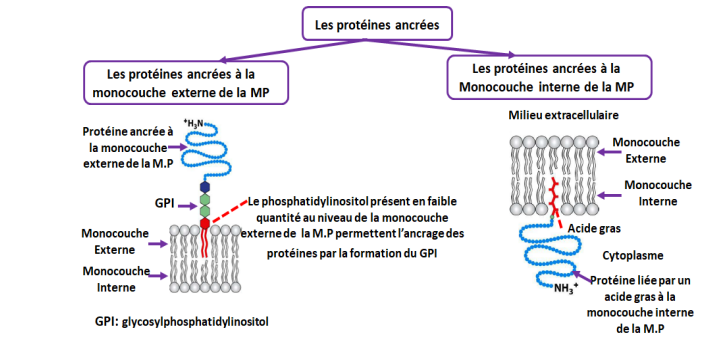 Les protéines ancrées
Les protéines ancrées à la
monocouche externe de la MP
Les protéines ancrées à la
Monocouche interne de la MP
⁺H₃N
Protéine ancrée à
la monocouche
externe de la M.P
GPI
Le phosphatidylinositol présent en faible
quantité au niveau de la monocouche
externe de la M.P permettent l'ancrage des
protéines par la formation du GPI
Monocouche
Externe
Monocouche
Interne
GPI: glycosylphosphatidylinositol
Milieu extracellulaire
Monocouche
Externe
Monocouche
Interne
Acide gras
Cytoplasme
NH₃⁺
Protéine liée par un
acide gras à la
monocouche interne
de la M.P